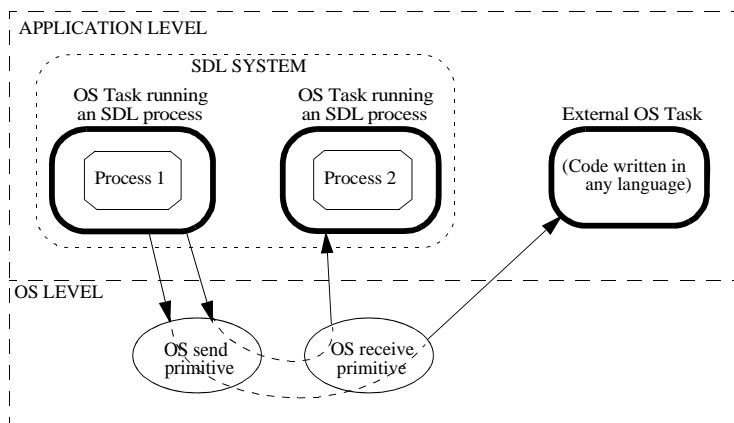 APPLICATION LEVEL
SDL SYSTEM
OS Task running
an SDL process
OS Task running
an SDL process
External OS Task
Process 1
Process 2
(Code written in
any language)
OS LEVEL
OS send
primitive
OS receive
primitive